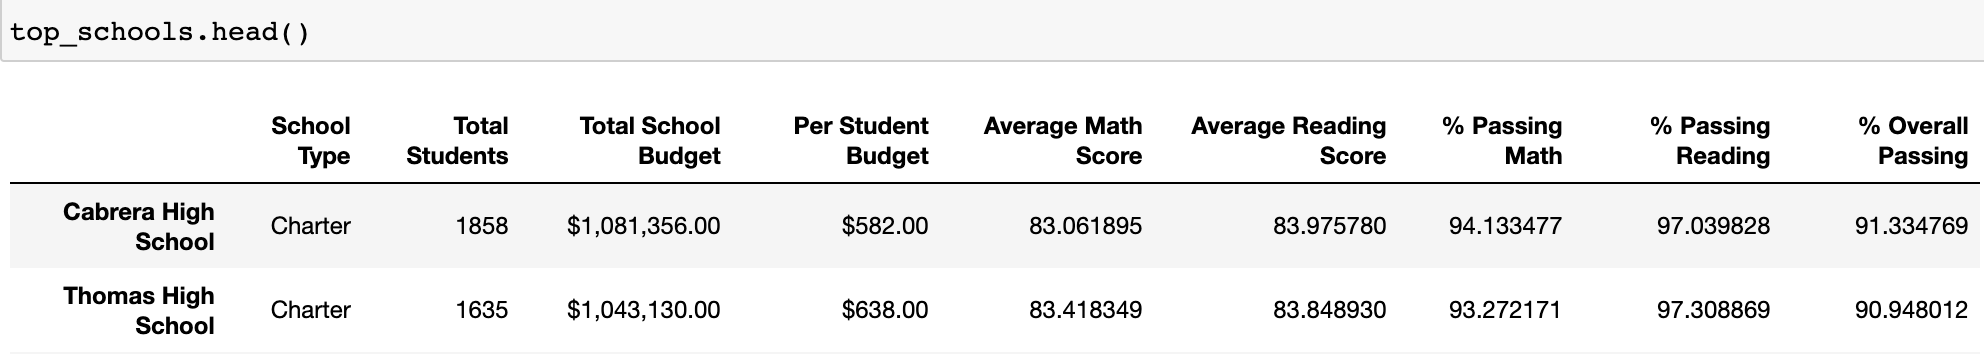 top_schools.head()
School Type Total Students Total School Budget Per Student Budget Average Math Score Average Reading Score % Passing Math % Passing Reading % Overall Passing
Cabrera High School Charter 1858 $1,081,356.00 $582.00 83.061895 83.975780 94.133477 97.039828 91.334769
Thomas High School Charter 1635 $1,043,130.00 $638.00 83.418349 83.848930 93.272171 97.308869 90.948012